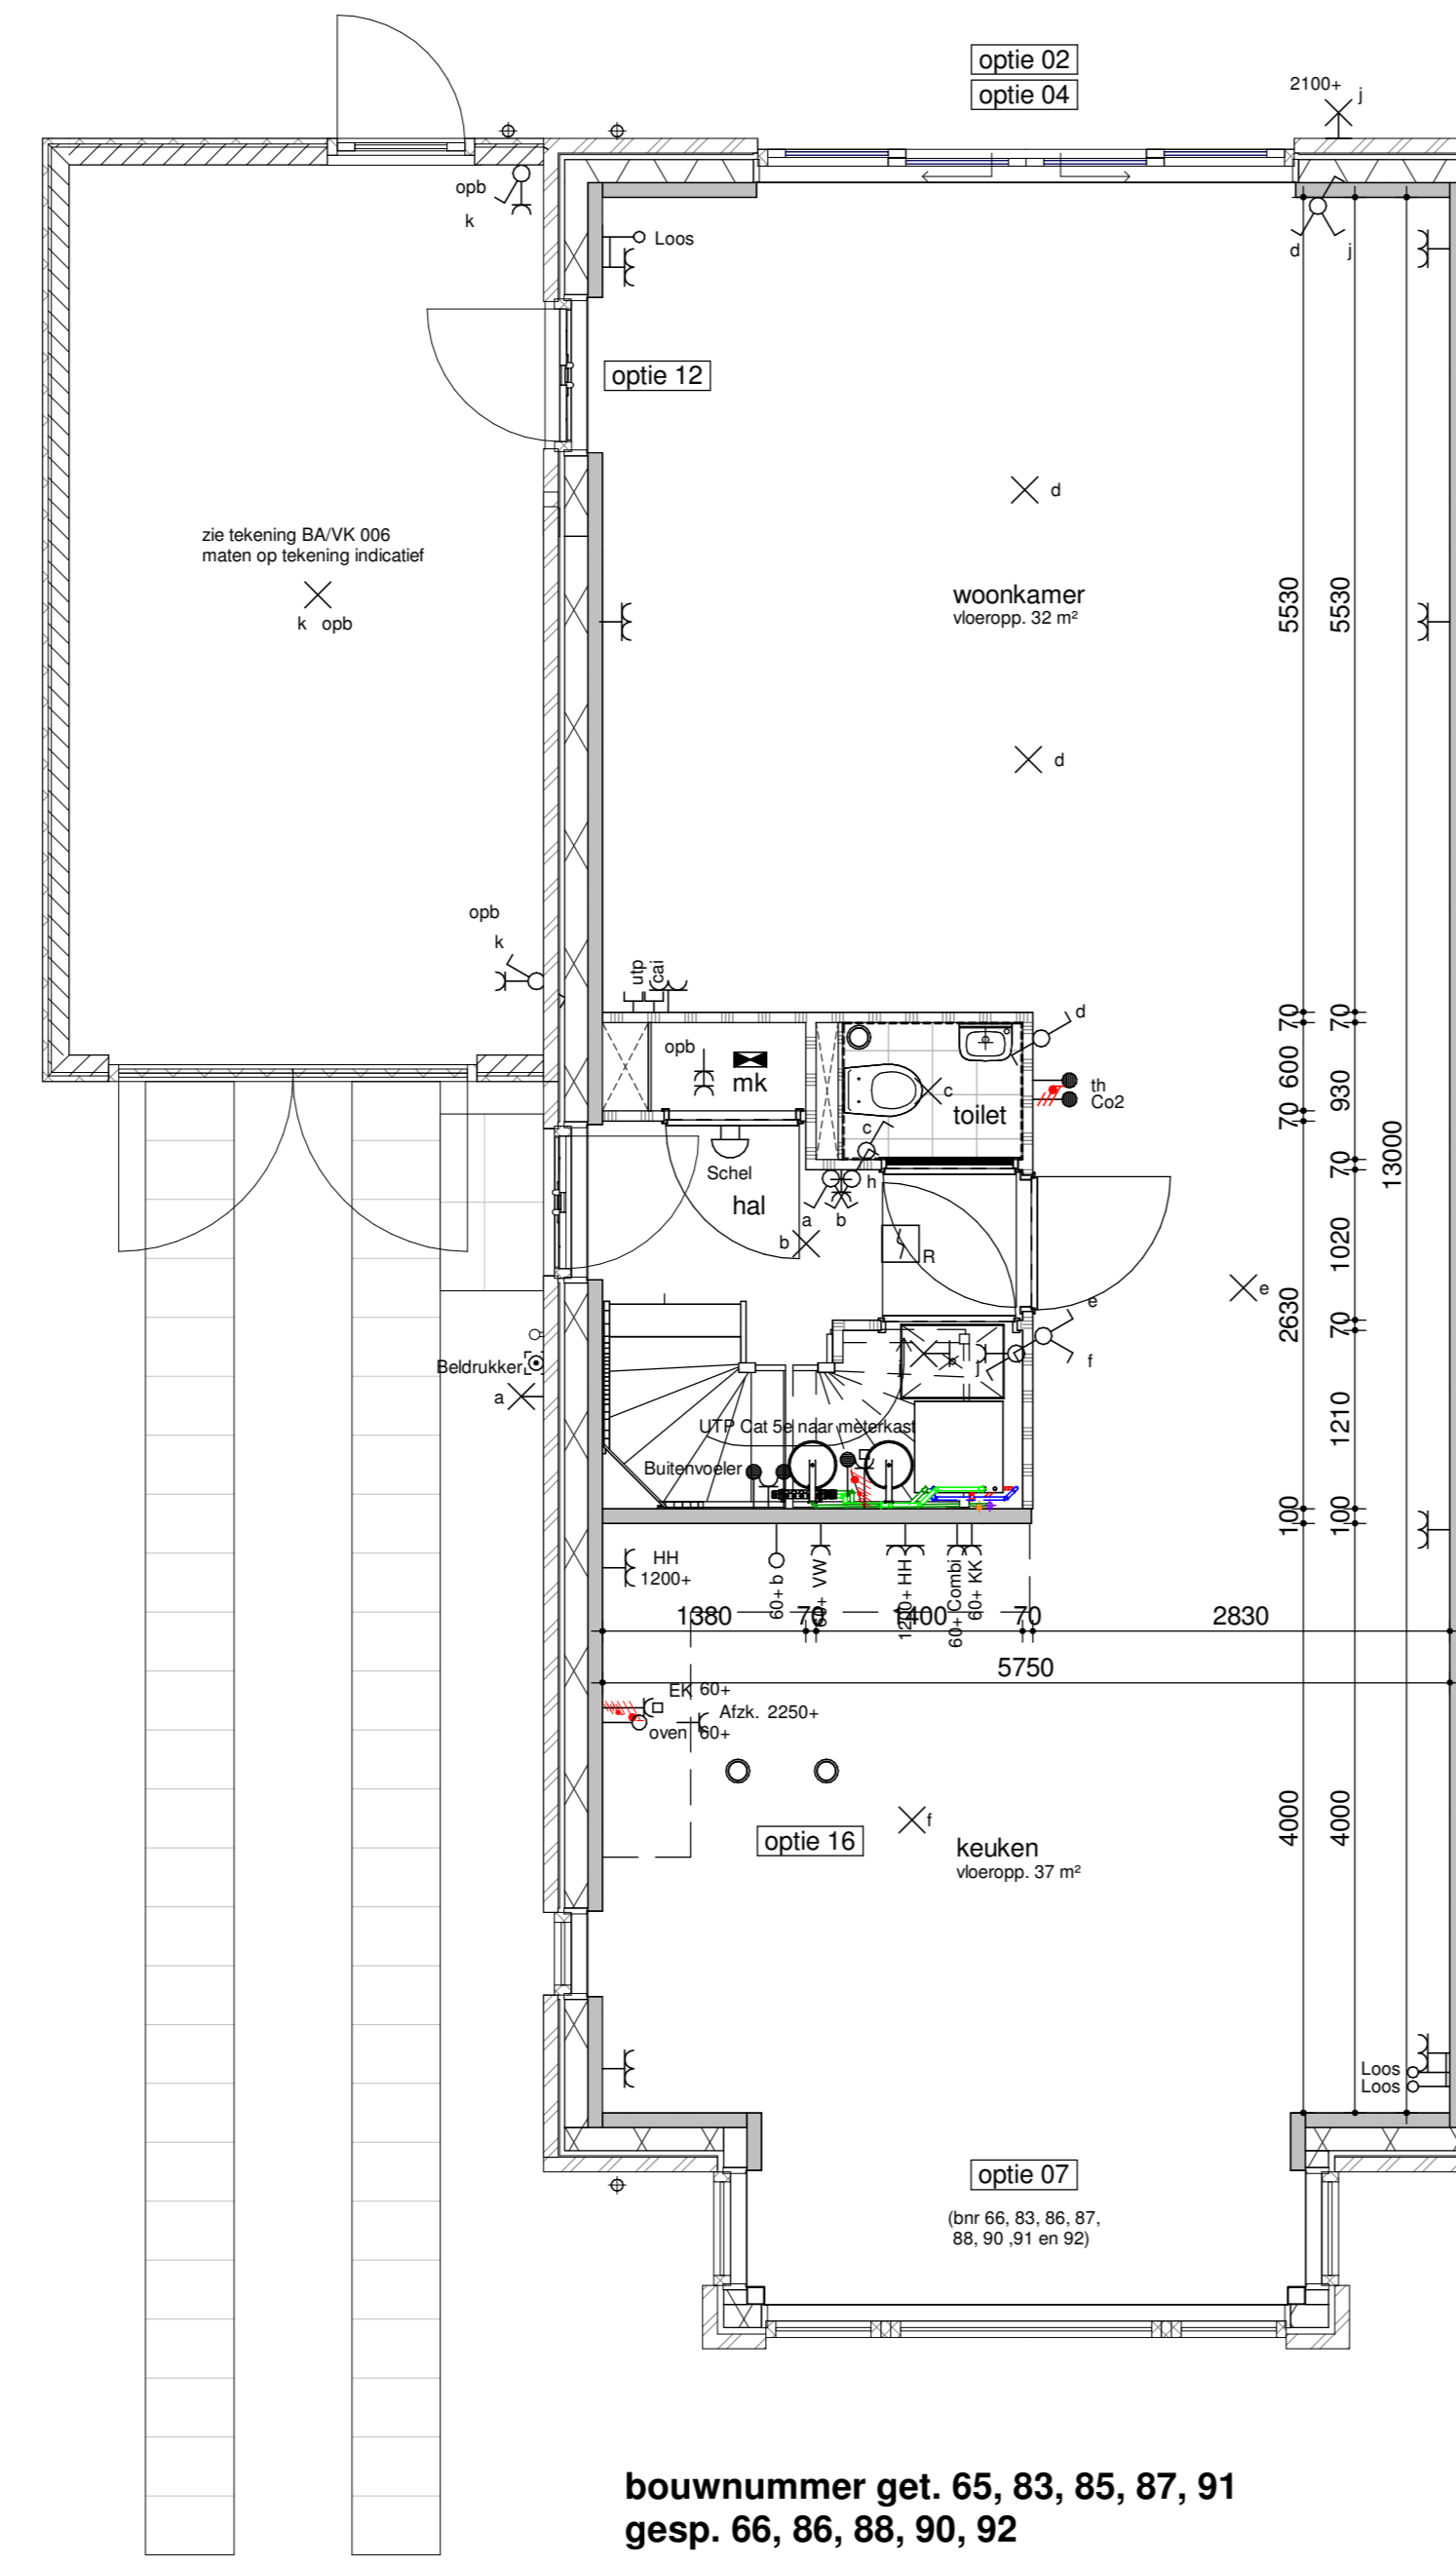 optie 02
optie 04
2100+
j
opb
k
Loos
d
j
optie 12
d
zie tekening BA/VK 006
maten op tekening indicatief
k opb
woonkamer
vloeropp. 32 m²
5530
5530
d
opb
k
utp
cai
d
70
70
opb
mk
c
toilet
th
Co2
600
930
70
70
13000
c
Schel
hal
h
a
b
b
R
1020
e
e
2630
70
f
Beldrukker
a
UTP Cat 5e naar meterkast
Buitenvoeler
1210
100
100
HH
1200+
60+ b
60+ VW
1200+ HH
60+ Combi
60+ KK
1380
70
1400
70
2830
5750
EK 60+
Afzk. 2250+
oven 60+
f
optie 16
keuken
vloeropp. 37 m²
4000
4000
Loos
Loos
optie 07
(bnr 66, 83, 86, 87,
88, 90 ,91 en 92)
bouwnummer get. 65, 83, 85, 87, 91
gesp. 66, 86, 88, 90, 92